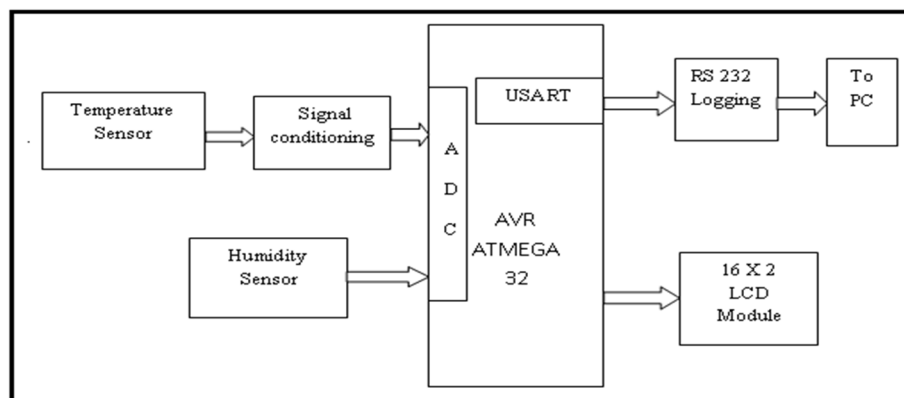 Temperature
Sensor
Signal
conditioning
Humidity
Sensor
A
D
C
USART
AVR
ATMEGA
32
RS 232
Logging
To
PC
16 X 2
LCD
Module